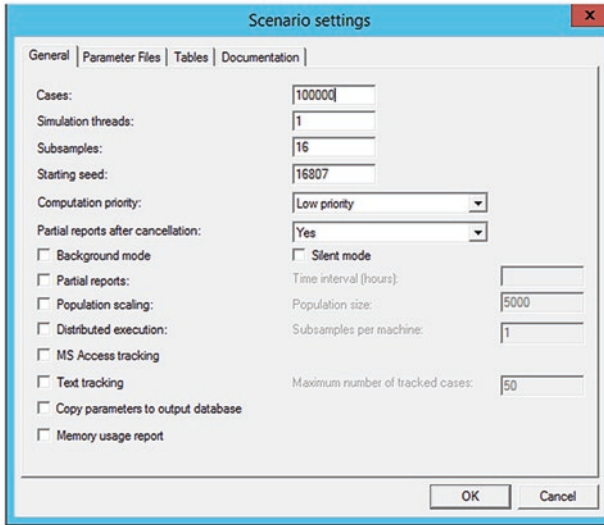 Scenario settings
x
General Parameter Files Tables Documentation
Cases: 100000
Simulation threads: 1
Subsamples: 16
Starting seed: 16807
Computation priority: Low priority
Partial reports after cancellation: Yes
Background mode Silent mode
Partial reports: Time interval (hours):
Population scaling: Population size: 5000
Distributed execution: Subsamples per machine: 1
MS Access tracking
Text tracking Maximum number of tracked cases: 50
Copy parameters to output database
Memory usage report
OK Cancel